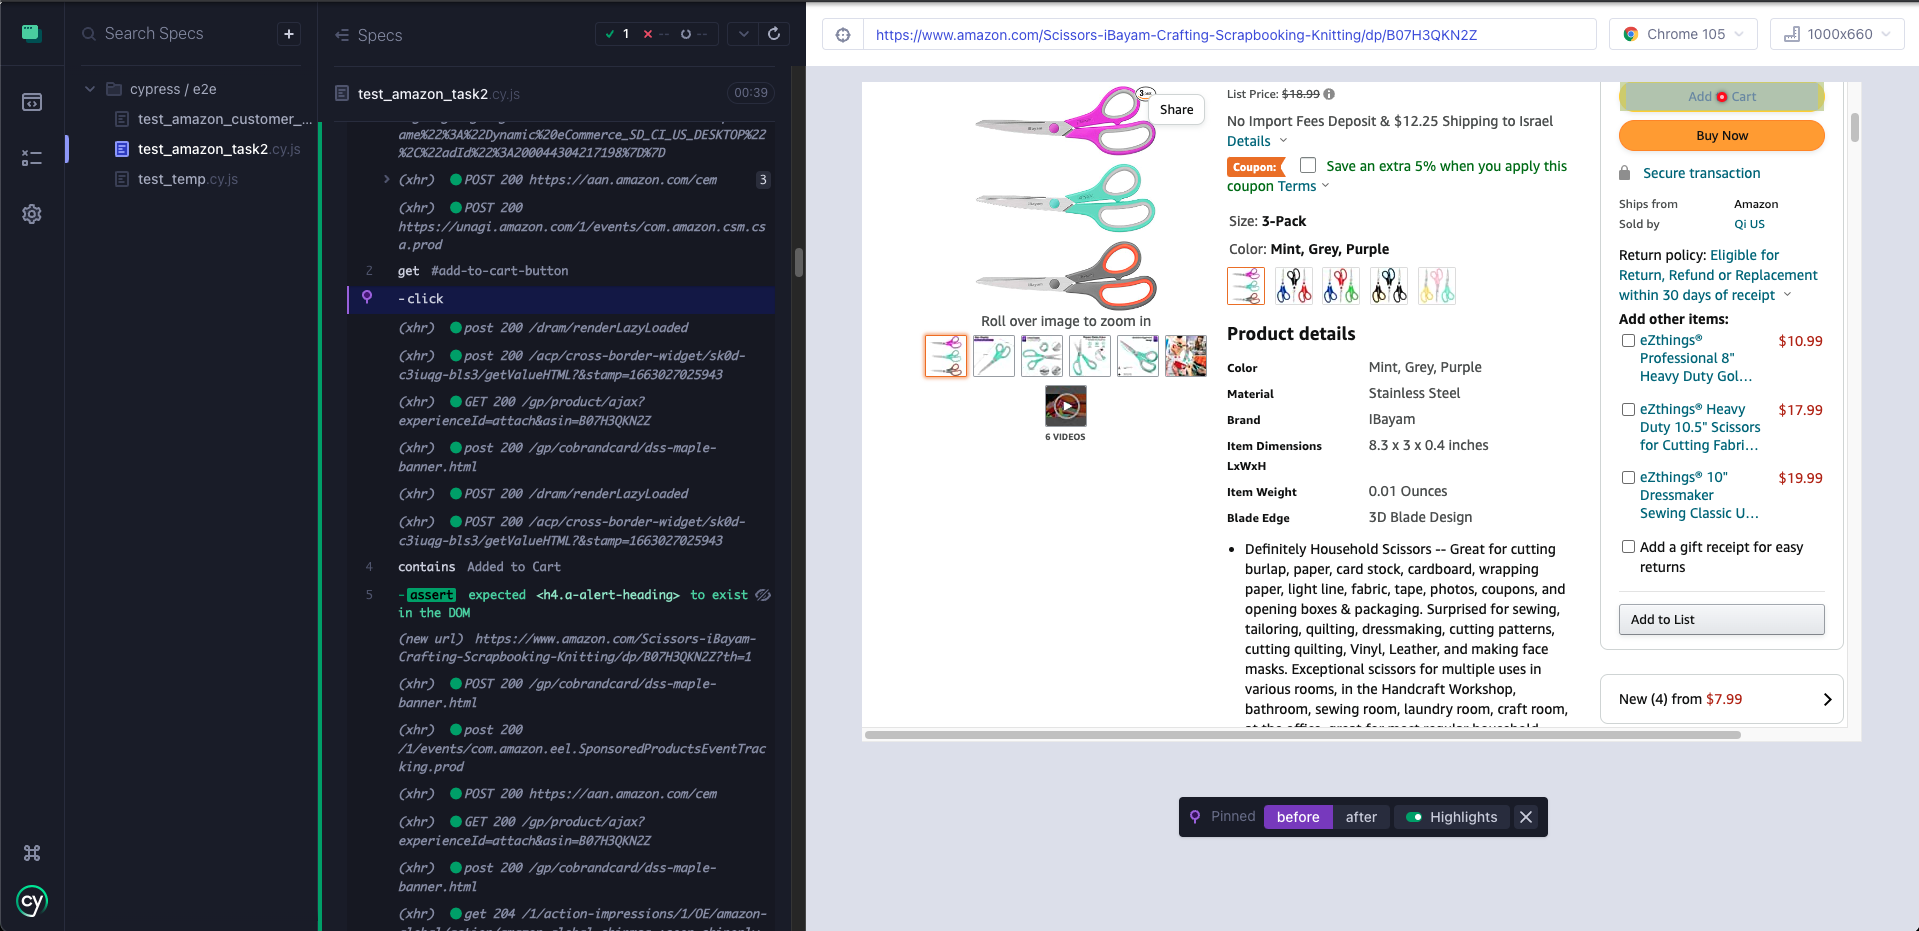 Search Specs
+
cypress / e2e
test_amazon_customer_...
test_amazon_task2.cy.js
test_temp.cy.js
cy
Specs
1 -- --
test_amazon_task2.cy.js
00:39
ame%22%3A%22Dynamic%20eCommerce_SD_CI_US_DESKTOP%22
%2C%22adId%22%3A200044304217198%7D%7D
(xhr) POST 200 https://aan.amazon.com/cem 3
(xhr) POST 200
https://unagi.amazon.com/1/events/com.amazon.csm.cs
a.prod
2 get #add-to-cart-button
-click
(xhr) post 200 /dram/renderLazyLoaded
(xhr) post 200 /acp/cross-border-widget/sk0d-
c3iuqg-bls3/getValueHTML?&stamp=1663027025943
(xhr) GET 200 /gp/product/ajax?
experienceId=attach&asin=B07H3QKN2Z
(xhr) post 200 /gp/cobrandcard/dss-maple-
banner.html
(xhr) POST 200 /dram/renderLazyLoaded
(xhr) POST 200 /acp/cross-border-widget/sk0d-
c3iuqg-bls3/getValueHTML?&stamp=1663027025943
4 contains Added to Cart
5 -assert expected <h4.a-alert-heading> to exist
in the DOM
(new url) https://www.amazon.com/Scissors-iBayam-
Crafting-Scrapbooking-Knitting/dp/B07H3QKN2Z?th=1
(xhr) POST 200 /gp/cobrandcard/dss-maple-
banner.html
(xhr) post 200
/1/events/com.amazon.eel.SponsoredProductsEventTrac
king.prod
(xhr) POST 200 https://aan.amazon.com/cem
(xhr) GET 200 /gp/product/ajax?
experienceId=attach&asin=B07H3QKN2Z
(xhr) post 200 /gp/cobrandcard/dss-maple-
banner.html
(xhr) get 204 /1/action-impressions/1/OE/amazon-
https://www.amazon.com/Scissors-iBayam-Crafting-Scrapbooking-Knitting/dp/B07H3QKN2Z
Chrome 105
1000x660
Share
Roll over image to zoom in
6 VIDEOS
List Price: $18.99
No Import Fees Deposit & $12.25 Shipping to Israel
Details
Coupon: Save an extra 5% when you apply this
coupon Terms
Size: 3-Pack
Color: Mint, Grey, Purple
Product details
Color Mint, Grey, Purple
Material Stainless Steel
Brand IBayam
Item Dimensions 8.3 x 3 x 0.4 inches
LxWxH
Item Weight 0.01 Ounces
Blade Edge 3D Blade Design
• Definitely Household Scissors -- Great for cutting
burlap, paper, card stock, cardboard, wrapping
paper, light line, fabric, tape, photos, coupons, and
opening boxes & packaging. Surprised for sewing,
tailoring, quilting, dressmaking, cutting patterns,
cutting quilting, Vinyl, Leather, and making face
masks. Exceptional scissors for multiple uses in
various rooms, in the Handcraft Workshop,
bathroom, sewing room, laundry room, craft room,
Add Cart
Buy Now
Secure transaction
Ships from Amazon
Sold by Qi US
Return policy: Eligible for
Return, Refund or Replacement
within 30 days of receipt
Add other items:
eZthings® $10.99
Professional 8"
Heavy Duty Gol...
eZthings® Heavy $17.99
Duty 10.5" Scissors
for Cutting Fabri...
eZthings® 10" $19.99
Dressmaker
Sewing Classic U...
Add a gift receipt for easy
returns
Add to List
New (4) from $7.99
Pinned before after Highlights